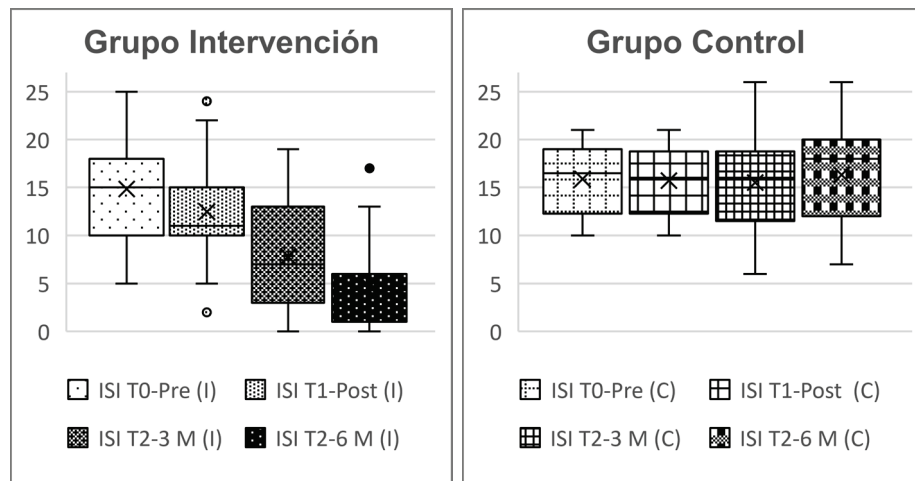 Grupo Intervención
25
20
15
10
5
0
ISI T0-Pre (I) ISI T1-Post (I)
ISI T2-3 M (I) ISI T2-6 M (I)
Grupo Control
25
20
15
10
5
0
ISI T0-Pre (C) ISI T1-Post (C)
ISI T2-3 M (C) ISI T2-6 M (C)